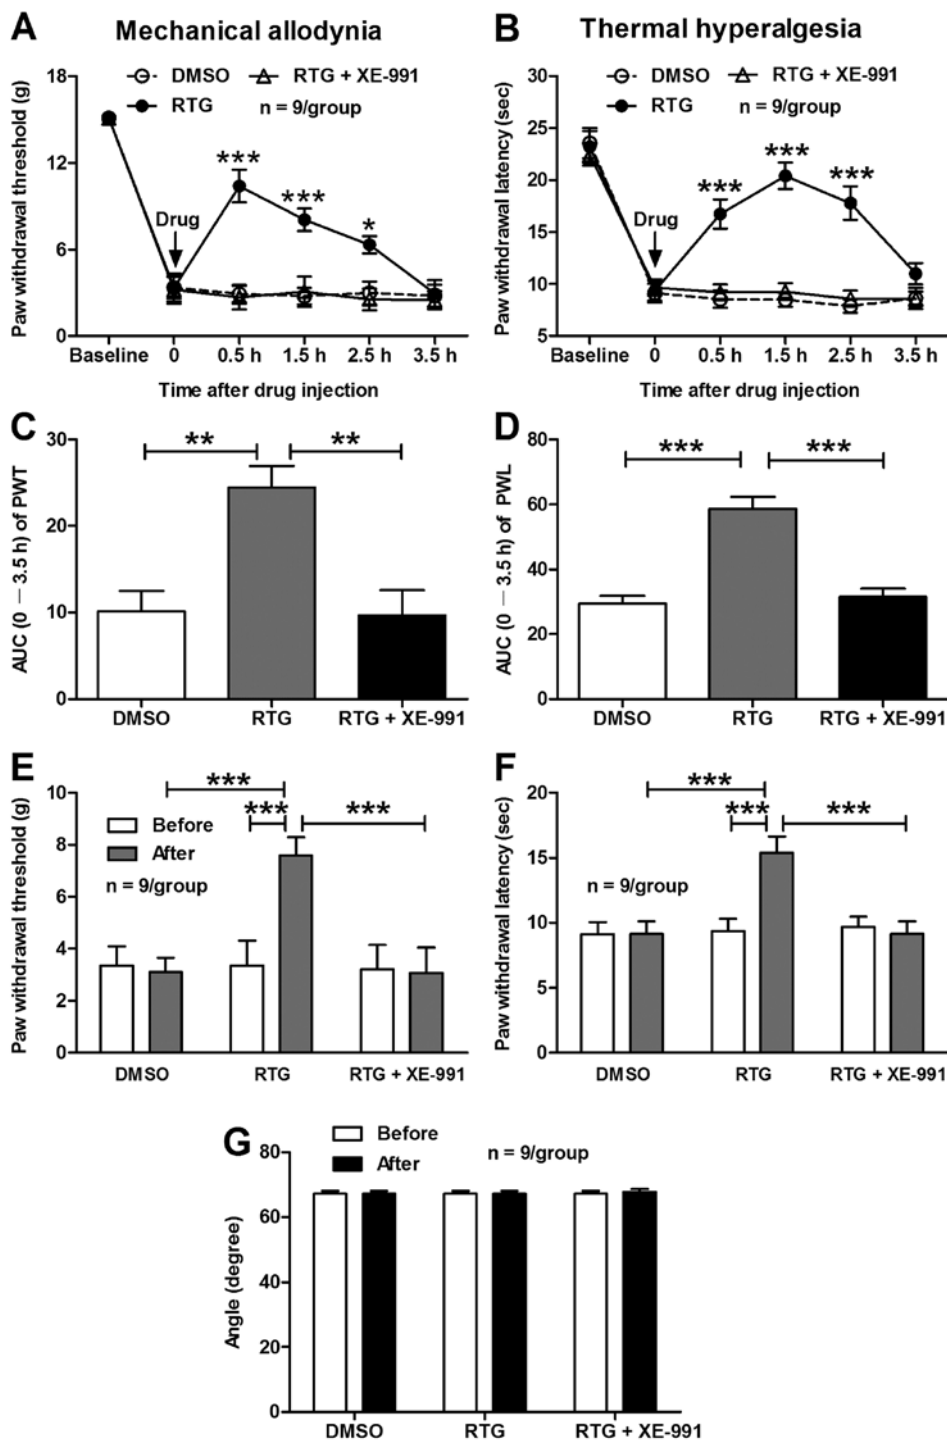 A Mechanical allodynia
DMSO RTG + XE-991
RTG n = 9/group
Paw withdrawal threshold (g)
18
12
6
0
***
***
*
Drug
Baseline 0 0.5 h 1.5 h 2.5 h 3.5 h
Time after drug injection
B Thermal hyperalgesia
DMSO RTG + XE-991
RTG n = 9/group
Paw withdrawal latency (sec)
30
25
20
15
10
5
***
***
***
Drug
Baseline 0 0.5 h 1.5 h 2.5 h 3.5 h
Time after drug injection
C
AUC (0 — 3.5 h) of PWT
30
20
10
0
** **
DMSO RTG RTG + XE-991
D
AUC (0 — 3.5 h) of PWL
80
60
40
20
0
*** ***
DMSO RTG RTG + XE-991
E
Paw withdrawal threshold (g)
10
8
6
4
2
0
Before
After
n = 9/group
***
*** ***
DMSO RTG RTG + XE-991
F
Paw withdrawal latency (sec)
20
15
10
5
0
n = 9/group
***
*** ***
DMSO RTG RTG + XE-991
G
Before
After
n = 9/group
Angle (degree)
80
60
40
20
0
DMSO RTG RTG + XE-991